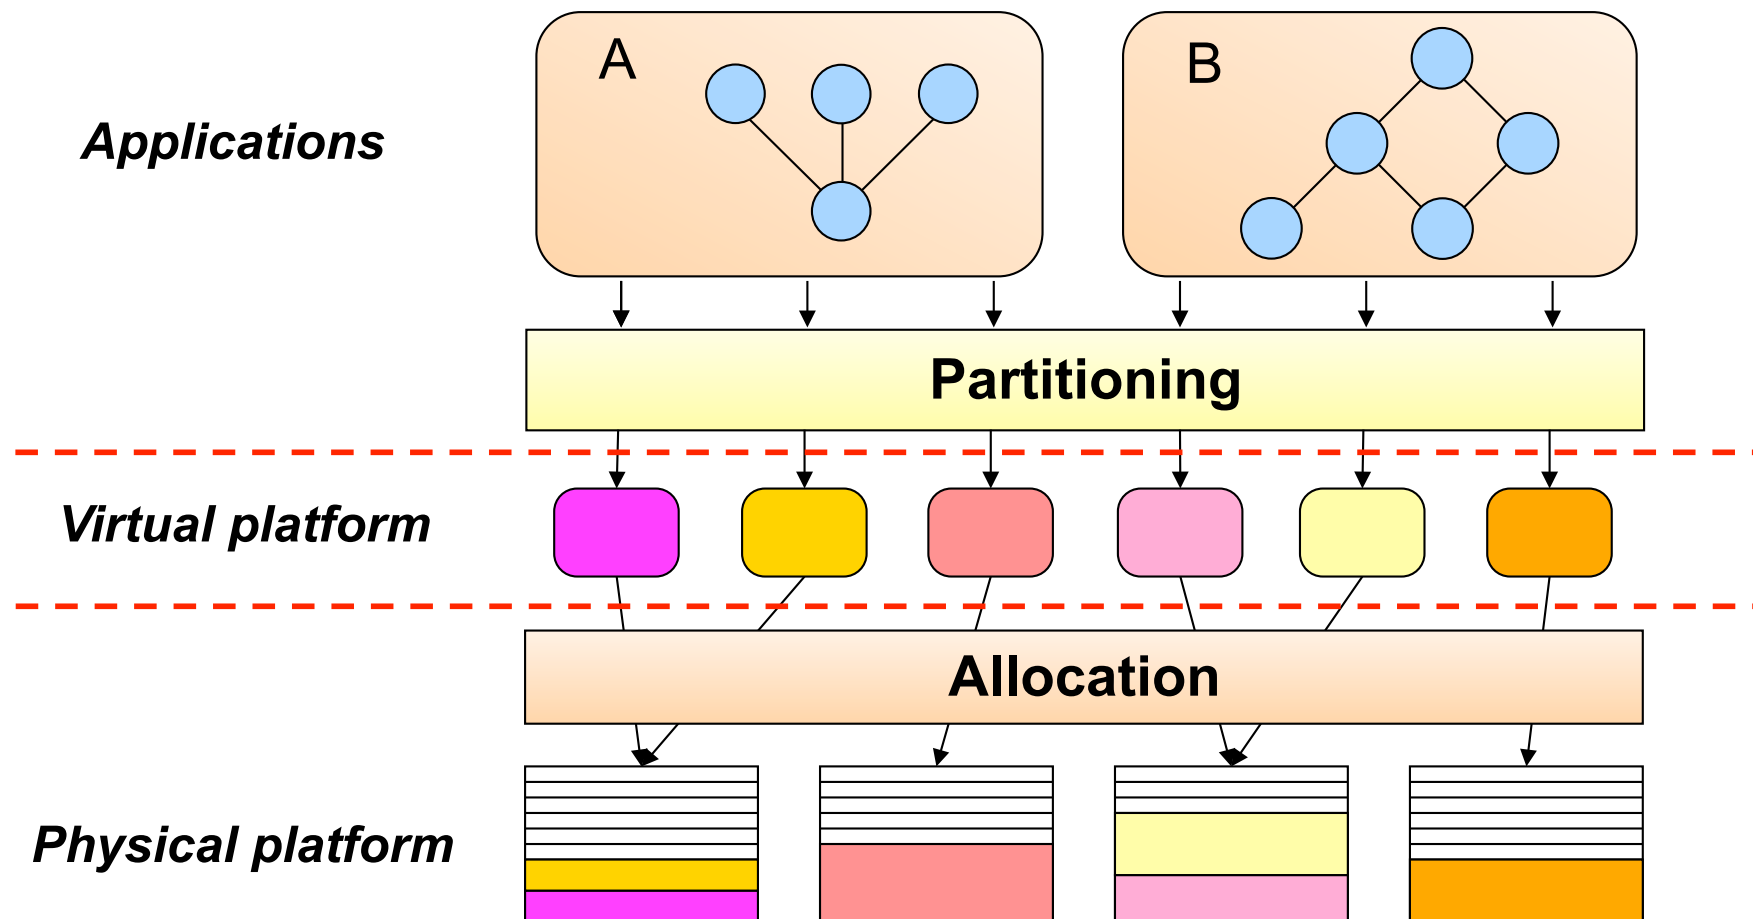 A
B
Applications
Partitioning
Virtual platform
Allocation
Physical platform